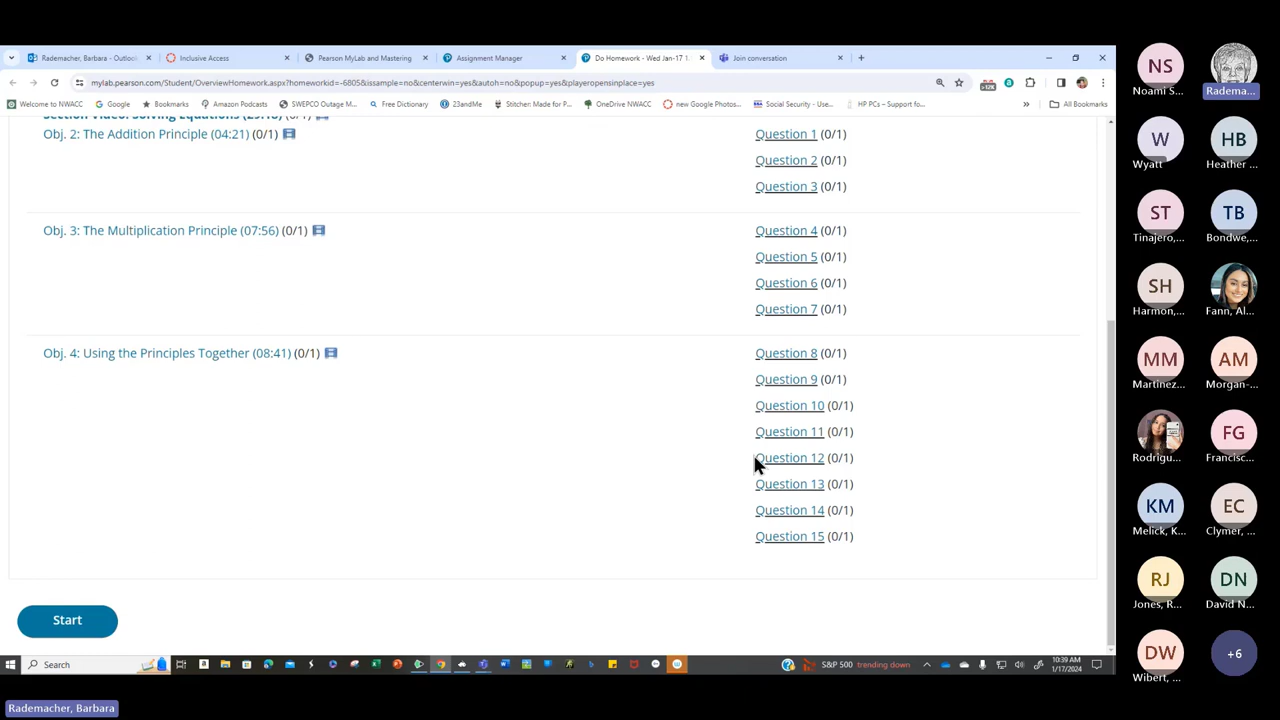 Rademacher, Barbara - Outloo
Inclusive Access
Pearson MyLab and Mastering
Assignment Manager
Do Homework - Wed Jan-17 1
Join conversation
mylab.pearson.com/Student/OverviewHomework.aspx?homeworkid=-6805&issample=no&centerwin=yes&autoh=no&popup=yes&playeropensinplace=yes
Welcome to NWACC
Google
Bookmarks
Amazon Podcasts
SWEPCO Outage M...
Free Dictionary
23andMe
Stitcher: Made for P...
OneDrive NWACC
new Google Photos...
Social Security - Use...
HP PCs – Support fo...
»
All Bookmarks
Section Video: Solving Equations (29:18) (0/1)
Obj. 2: The Addition Principle (04:21) (0/1)
Question 1 (0/1)
Question 2 (0/1)
Question 3 (0/1)
Obj. 3: The Multiplication Principle (07:56) (0/1)
Question 4 (0/1)
Question 5 (0/1)
Question 6 (0/1)
Question 7 (0/1)
Obj. 4: Using the Principles Together (08:41) (0/1)
Question 8 (0/1)
Question 9 (0/1)
Question 10 (0/1)
Question 11 (0/1)
Question 12 (0/1)
Question 13 (0/1)
Question 14 (0/1)
Question 15 (0/1)
Start
Search
S&P 500 trending down
10:39 AM
1/17/2024
Rademacher, Barbara
NS
Noami S...
Radema...
W
Wyatt
HB
Heather ...
ST
Tinajero,...
TB
Bondwe,...
SH
Harmon,...
Fann, Al...
MM
Martinez...
AM
Morgan-...
Rodrigu...
FG
Francisc...
KM
Melick, K...
EC
Clymer, ...
RJ
Jones, R...
DN
David N...
DW
Wibert, ...
+6